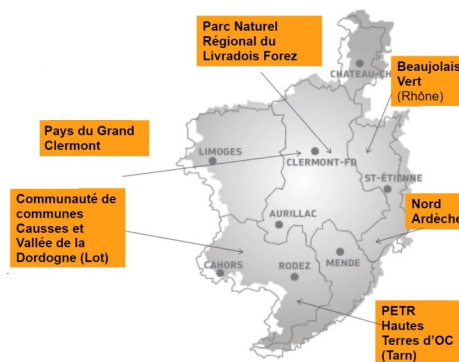 Parc Naturel
Régional du
Livradois Forez
Beaujolais
Vert
(Rhône)
Pays du Grand
Clermont
LIMOGES
CLERMONT-FD
ST-ÉTIENNE
Communauté de
communes
Causses et
Vallée de la
Dordogne (Lot)
AURILLAC
Nord
Ardèche
CAHORS
RODEZ
MENDE
PETR
Hautes
Terres d'OC
(Tarn)